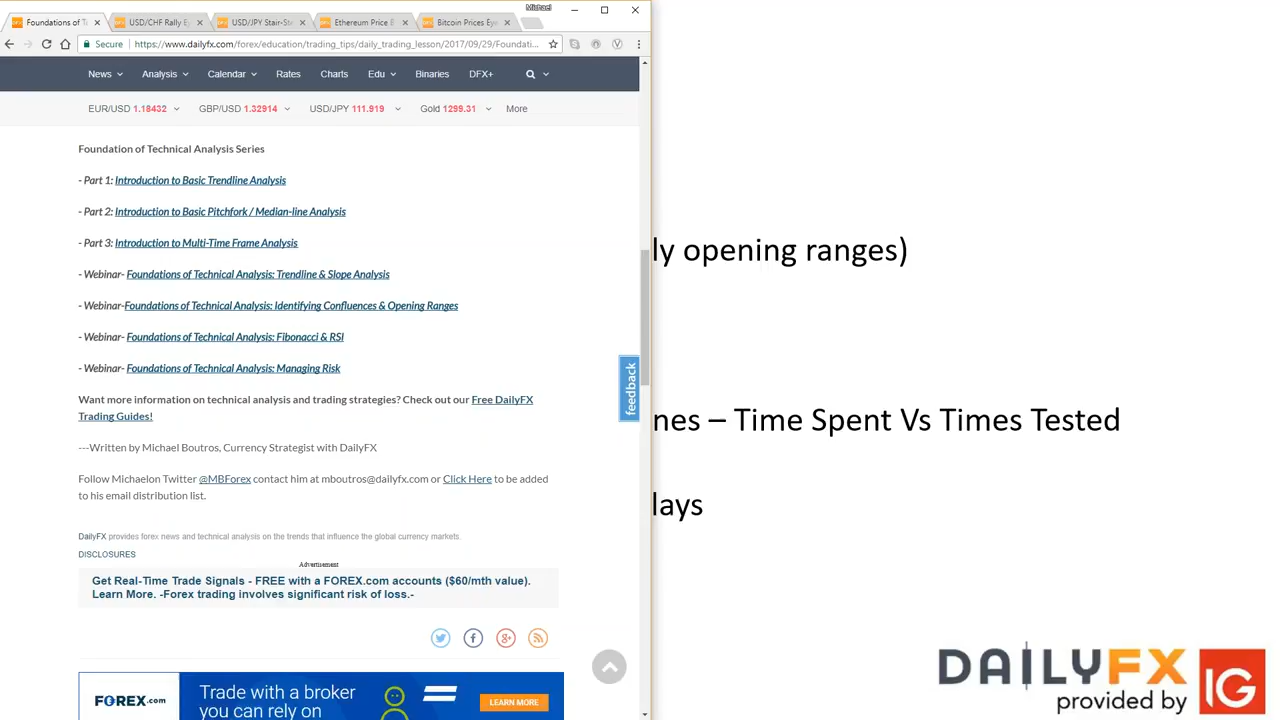 Michael
Foundations of Te
USD/CHF Rally E
USD/JPY Stair-Ste
Ethereum Price B
Bitcoin Prices Eye
Secure
https://www.dailyfx.com/forex/education/trading_tips/daily_trading_lesson/2017/09/29/Foundati...
News
Analysis
Calendar
Rates
Charts
Edu
Binaries
DFX+
EUR/USD 1.18432
GBP/USD 1.32914
USD/JPY 111.919
Gold 1299.31
More
Foundation of Technical Analysis Series
- Part 1: Introduction to Basic Trendline Analysis
- Part 2: Introduction to Basic Pitchfork / Median-line Analysis
- Part 3: Introduction to Multi-Time Frame Analysis
- Webinar- Foundations of Technical Analysis: Trendline & Slope Analysis
- Webinar-Foundations of Technical Analysis: Identifying Confluences & Opening Ranges
- Webinar- Foundations of Technical Analysis: Fibonacci & RSI
- Webinar- Foundations of Technical Analysis: Managing Risk
Want more information on technical analysis and trading strategies? Check out our Free DailyFX
Trading Guides!
---Written by Michael Boutros, Currency Strategist with DailyFX
Follow Michaelon Twitter @MBForex contact him at mboutros@dailyfx.com or Click Here to be added
to his email distribution list.
DailyFX provides forex news and technical analysis on the trends that influence the global currency markets.
DISCLOSURES
Advertisement
Get Real-Time Trade Signals - FREE with a FOREX.com accounts ($60/mth value).
Learn More. -Forex trading involves significant risk of loss.-
FOREX.com
Trade with a broker
you can rely on
LEARN MORE
feedback
ly opening ranges)
nes – Time Spent Vs Times Tested
lays
DAILYFX
provided by
IG